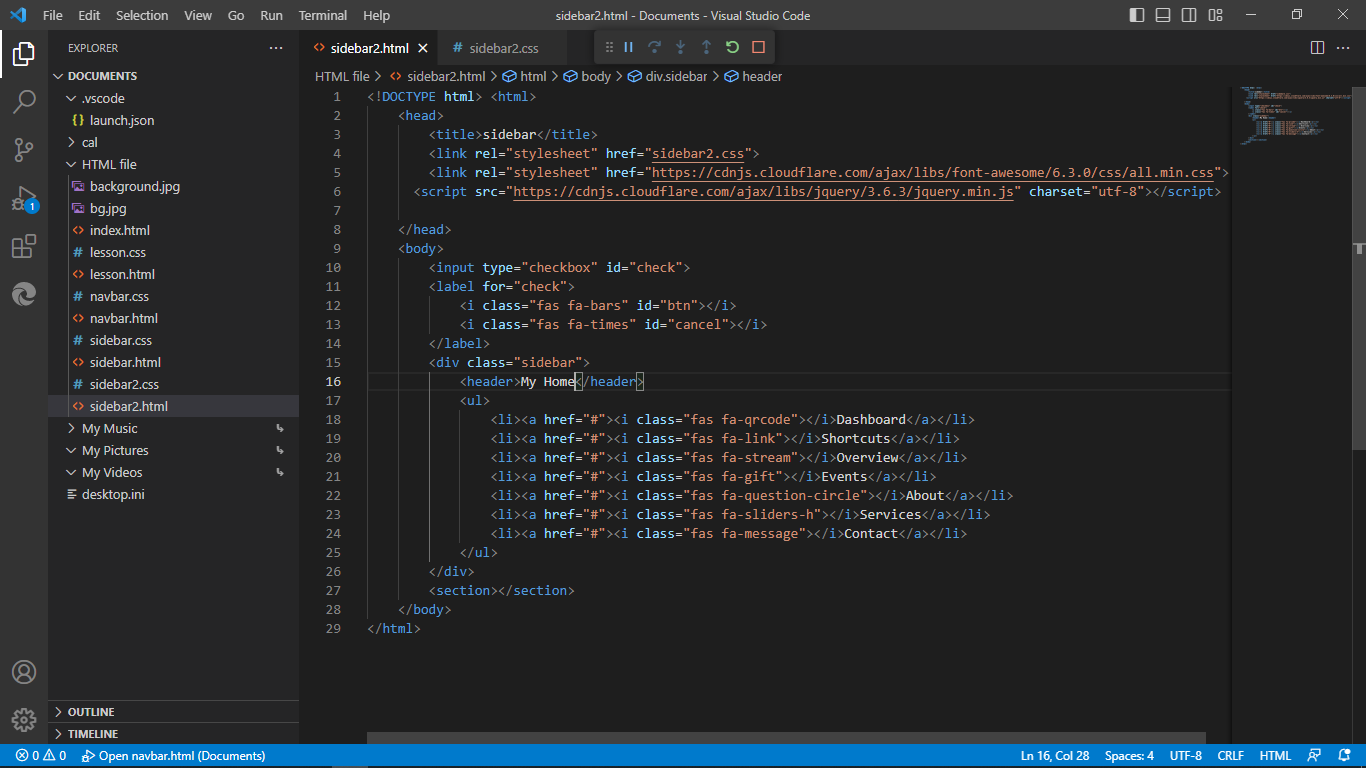 File Edit Selection View Go Run Terminal Help sidebar2.html - Documents - Visual Studio Code
EXPLORER ···
sidebar2.html
# sidebar2.css
DOCUMENTS
.vscode
{} launch.json
cal
HTML file
background.jpg
bg.jpg
<> index.html
# lesson.css
<> lesson.html
# navbar.css
<> navbar.html
# sidebar.css
<> sidebar.html
# sidebar2.css
<> sidebar2.html
My Music
My Pictures
My Videos
desktop.ini
OUTLINE
TIMELINE
1
HTML file > <> sidebar2.html > html > body > div.sidebar > header
1 <!DOCTYPE html> <html>
2 <head>
3 <title>sidebar</title>
4 <link rel="stylesheet" href="sidebar2.css">
5 <link rel="stylesheet" href="https://cdnjs.cloudflare.com/ajax/libs/font-awesome/6.3.0/css/all.min.css">
6 <script src="https://cdnjs.cloudflare.com/ajax/libs/jquery/3.6.3/jquery.min.js" charset="utf-8"></script>
7
8 </head>
9 <body>
10 <input type="checkbox" id="check">
11 <label for="check">
12 <i class="fas fa-bars" id="btn"></i>
13 <i class="fas fa-times" id="cancel"></i>
14 </label>
15 <div class="sidebar">
16 <header>My Home</header>
17 <ul>
18 <li><a href="#"><i class="fas fa-qrcode"></i>Dashboard</a></li>
19 <li><a href="#"><i class="fas fa-link"></i>Shortcuts</a></li>
20 <li><a href="#"><i class="fas fa-stream"></i>Overview</a></li>
21 <li><a href="#"><i class="fas fa-gift"></i>Events</a></li>
22 <li><a href="#"><i class="fas fa-question-circle"></i>About</a></li>
23 <li><a href="#"><i class="fas fa-sliders-h"></i>Services</a></li>
24 <li><a href="#"><i class="fas fa-message"></i>Contact</a></li>
25 </ul>
26 </div>
27 <section></section>
28 </body>
29 </html>
0 0 Open navbar.html (Documents) Ln 16, Col 28 Spaces: 4 UTF-8 CRLF HTML